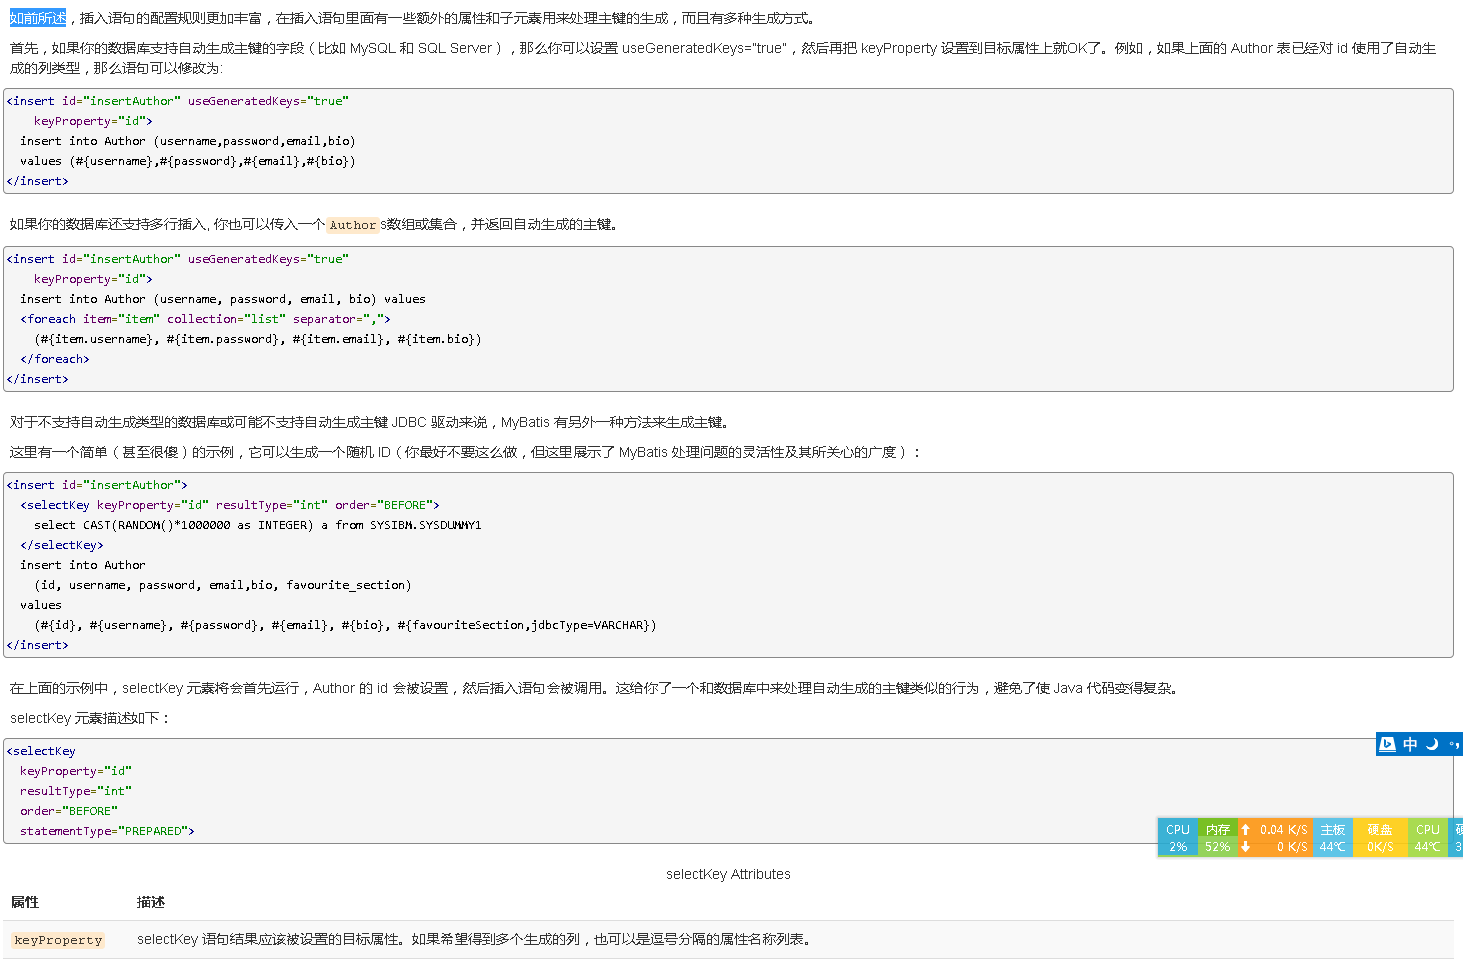 如前所述，插入语句的配置规则更加丰富，在插入语句里面有一些额外的属性和子元素用来处理主键的生成，而且有多种生成方式。
首先，如果你的数据库支持自动生成主键的字段（比如 MySQL 和 SQL Server），那么你可以设置 useGeneratedKeys="true"，然后再把 keyProperty 设置到目标属性上就OK了。例如，如果上面的 Author 表已经对 id 使用了自动生
成的列类型，那么语句可以修改为:
<insert id="insertAuthor" useGeneratedKeys="true"
    keyProperty="id">
  insert into Author (username,password,email,bio)
  values (#{username},#{password},#{email},#{bio})
</insert>
如果你的数据库还支持多行插入, 你也可以传入一个Authors数组或集合，并返回自动生成的主键。
<insert id="insertAuthor" useGeneratedKeys="true"
    keyProperty="id">
  insert into Author (username, password, email, bio) values
  <foreach item="item" collection="list" separator=",">
    (#{item.username}, #{item.password}, #{item.email}, #{item.bio})
  </foreach>
</insert>
对于不支持自动生成类型的数据库或可能不支持自动生成主键 JDBC 驱动来说，MyBatis 有另外一种方法来生成主键。
这里有一个简单（甚至很傻）的示例，它可以生成一个随机 ID（你最好不要这么做，但这里展示了 MyBatis 处理问题的灵活性及其所关心的广度）：
<insert id="insertAuthor">
  <selectKey keyProperty="id" resultType="int" order="BEFORE">
    select CAST(RANDOM()*1000000 as INTEGER) a from SYSIBM.SYSDUMMY1
  </selectKey>
  insert into Author
    (id, username, password, email,bio, favourite_section)
  values
    (#{id}, #{username}, #{password}, #{email}, #{bio}, #{favouriteSection,jdbcType=VARCHAR})
</insert>
在上面的示例中，selectKey 元素将会首先运行，Author 的 id 会被设置，然后插入语句会被调用。这给你了一个和数据库中来处理自动生成的主键类似的行为，避免了使 Java 代码变得复杂。
selectKey 元素描述如下：
<selectKey
  keyProperty="id"
  resultType="int"
  order="BEFORE"
  statementType="PREPARED">
中
CPU 内存 0.04 K/S 主板 硬盘 CPU
2% 52% 0 K/S 44℃ 0K/S 44℃
selectKey Attributes
属性 描述
keyProperty selectKey 语句结果应该被设置的目标属性。如果希望得到多个生成的列，也可以是逗号分隔的属性名称列表。